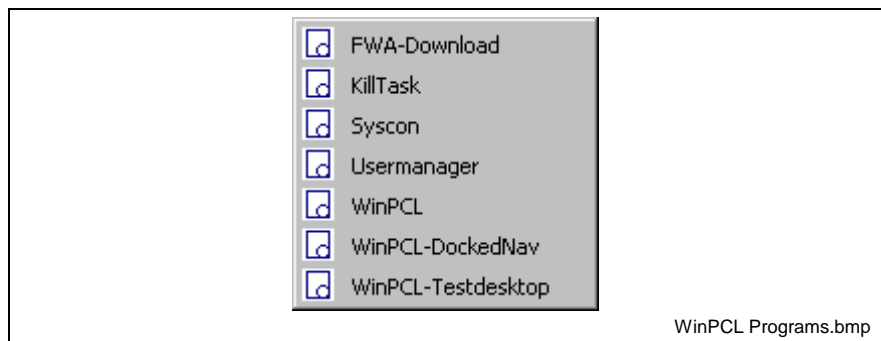 FWA-Download
KillTask
Syscon
Usermanager
WinPCL
WinPCL-DockedNav
WinPCL-Testdesktop
WinPCL Programs.bmp